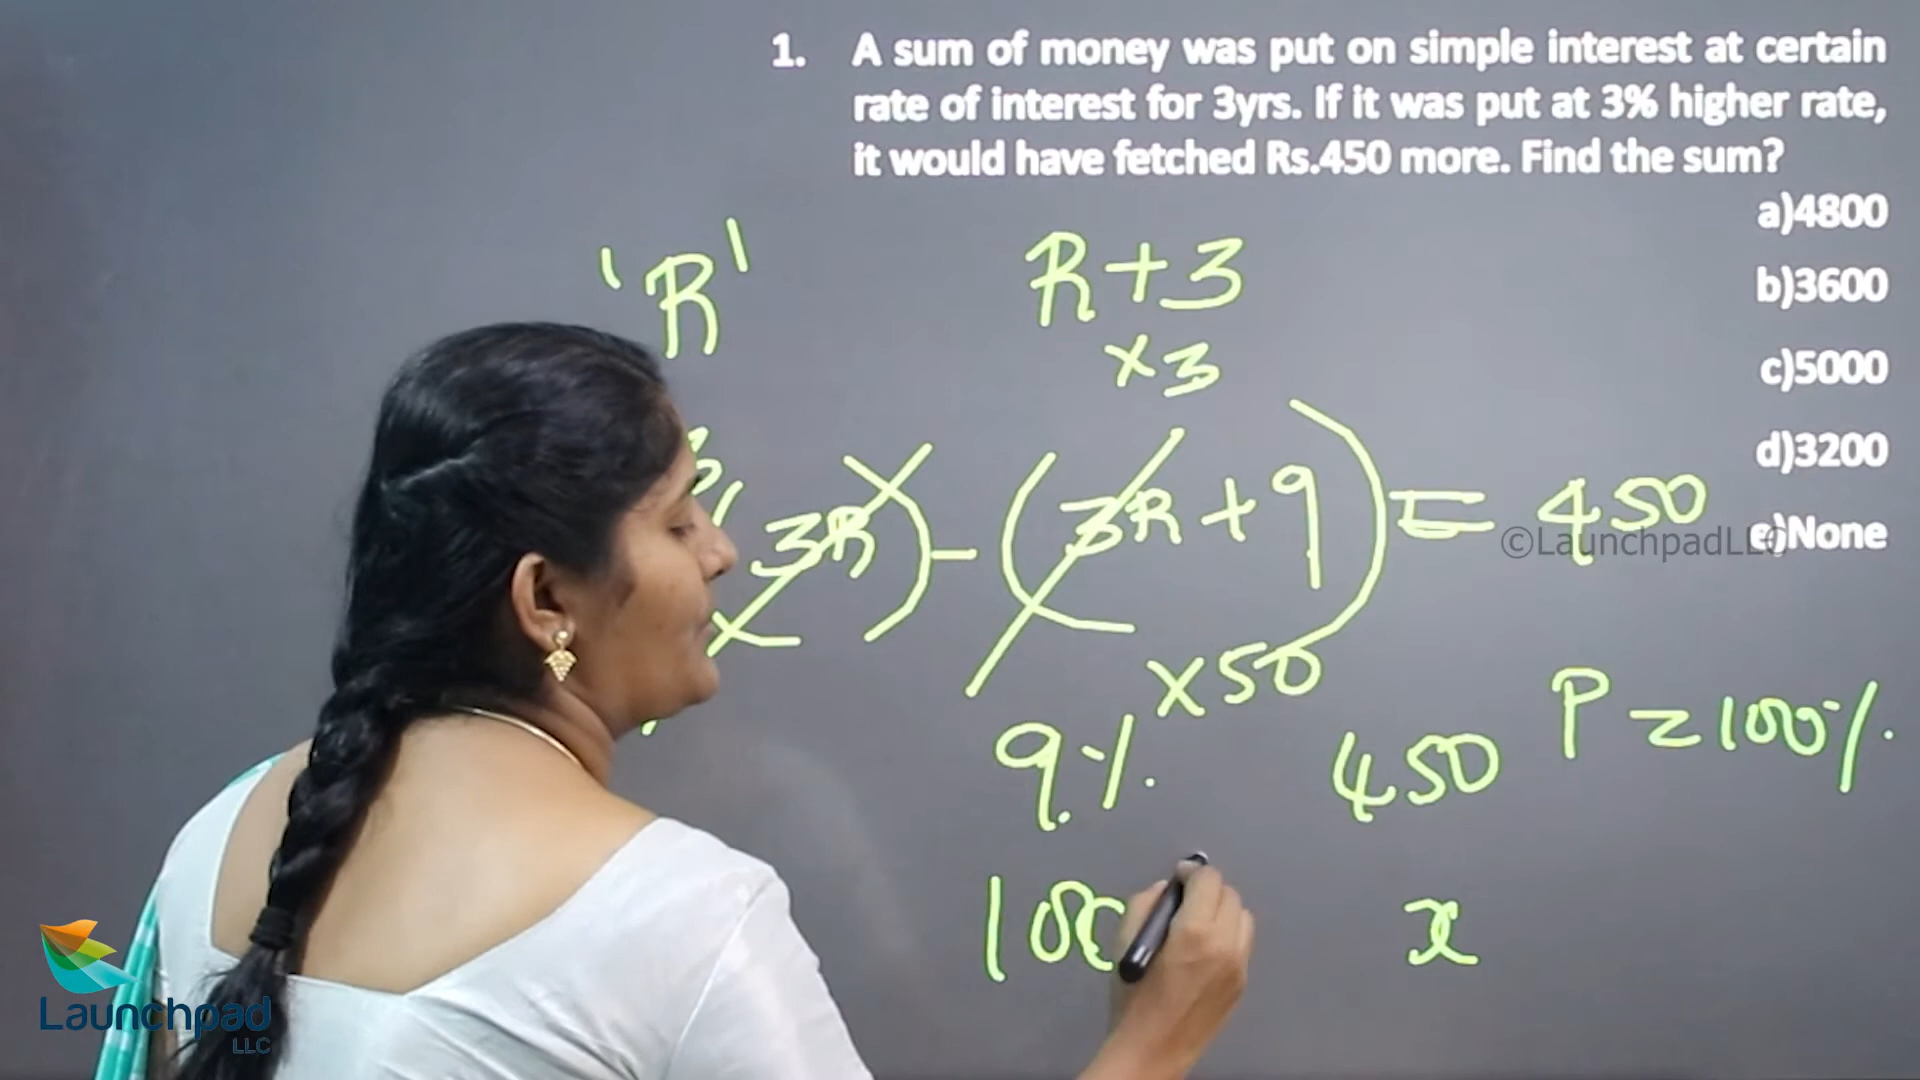 1. A sum of money was put on simple interest at certain
rate of interest for 3yrs. If it was put at 3% higher rate,
it would have fetched Rs.450 more. Find the sum?
a)4800
b)3600
c)5000
d)3200
e)None
'R' R+3
×3
3R) - (3R+9) = 450
×50
9% 450 P=100%
100 x
©LaunchpadLLC
Launchpad
LLC